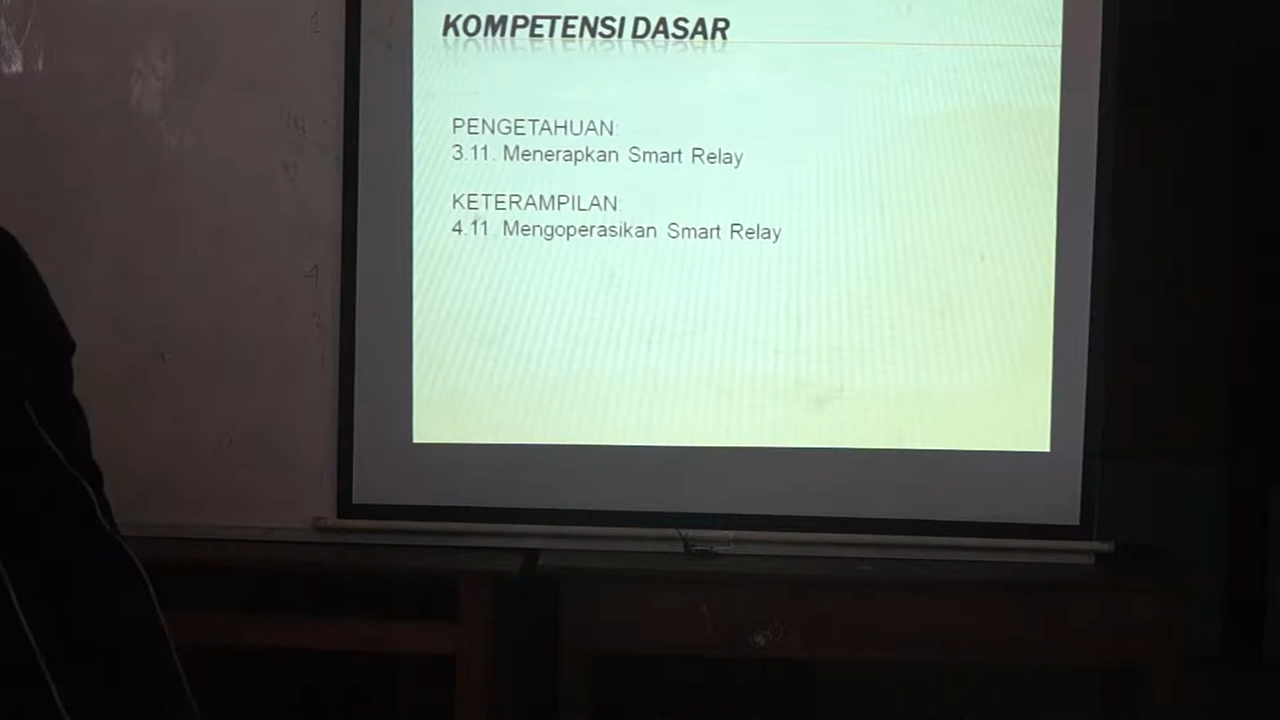 KOMPETENSI DASAR
PENGETAHUAN:
3.11. Menerapkan Smart Relay
KETERAMPILAN:
4.11. Mengoperasikan Smart Relay